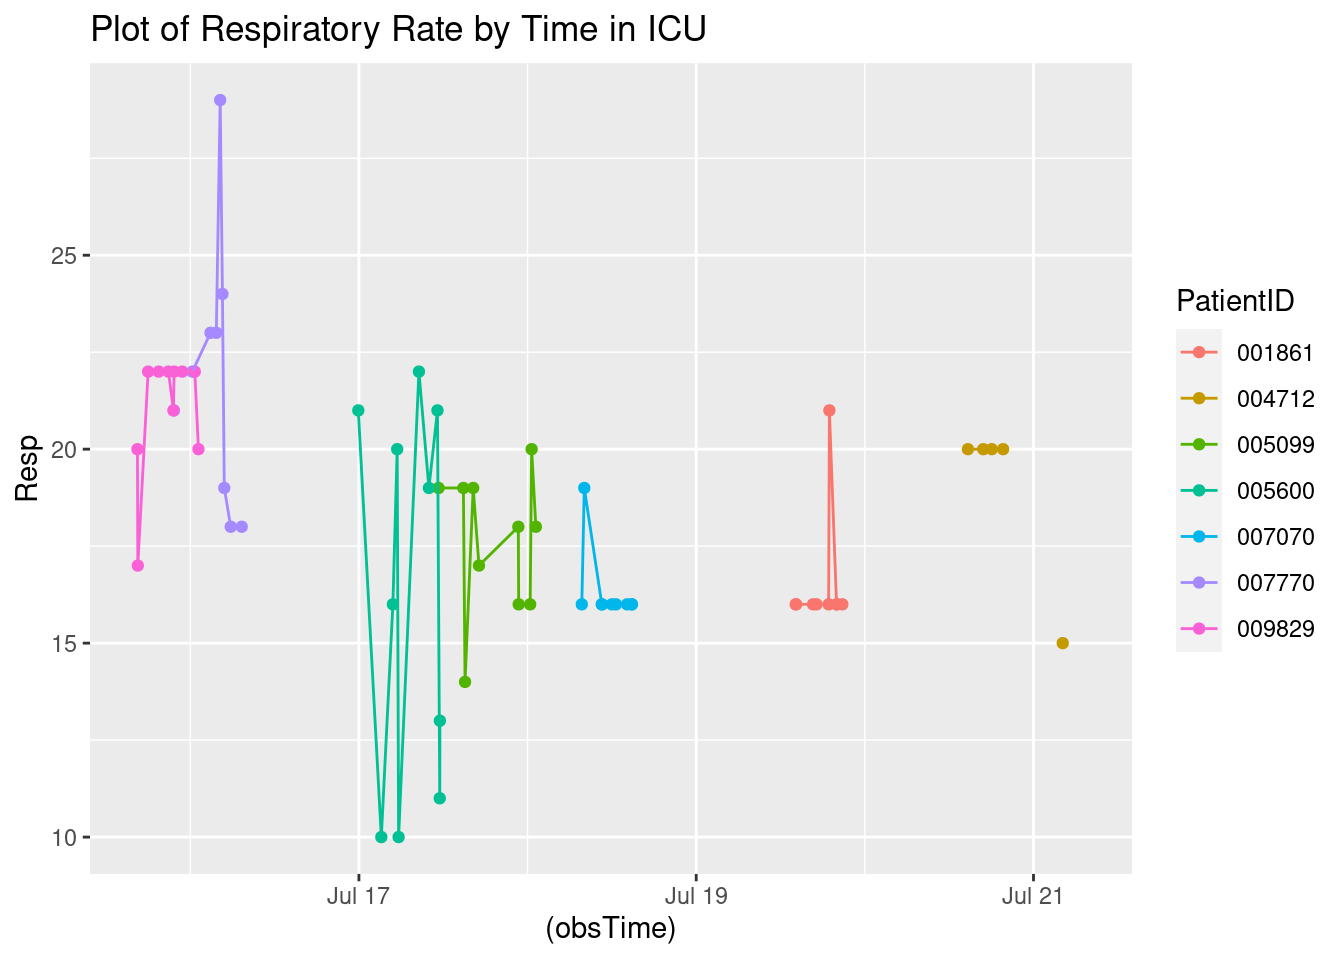 Plot of Respiratory Rate by Time in ICU
Resp
25
20
15
10
Jul 17
Jul 19
Jul 21
(obsTime)
PatientID
001861
004712
005099
005600
007070
007770
009829